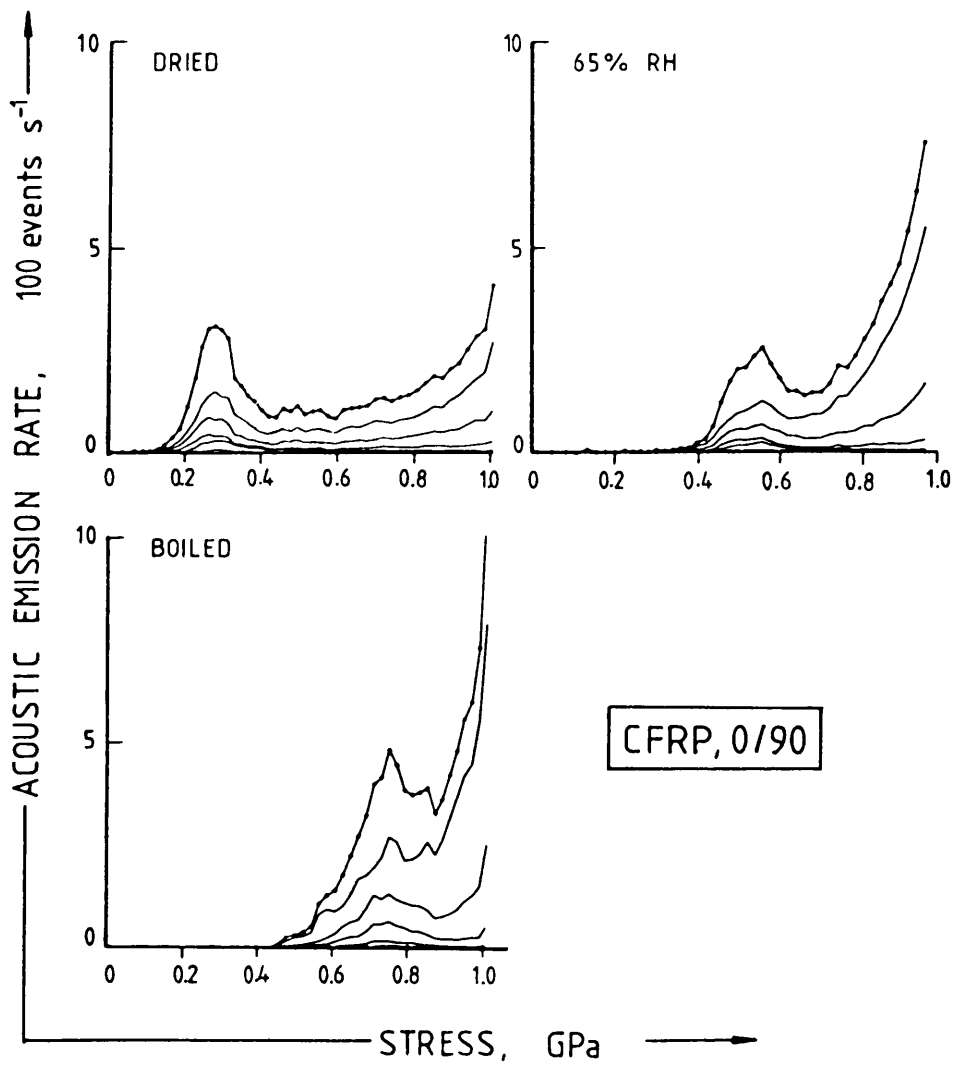 ACOUSTIC EMISSION RATE, 100 events s⁻¹
10
DRIED
5
0
0 0.2 0.4 0.6 0.8 1.0
10
65% RH
5
0
0 0.2 0.4 0.6 0.8 1.0
10
BOILED
5
0
0 0.2 0.4 0.6 0.8 1.0
CFRP, 0/90
STRESS, GPa